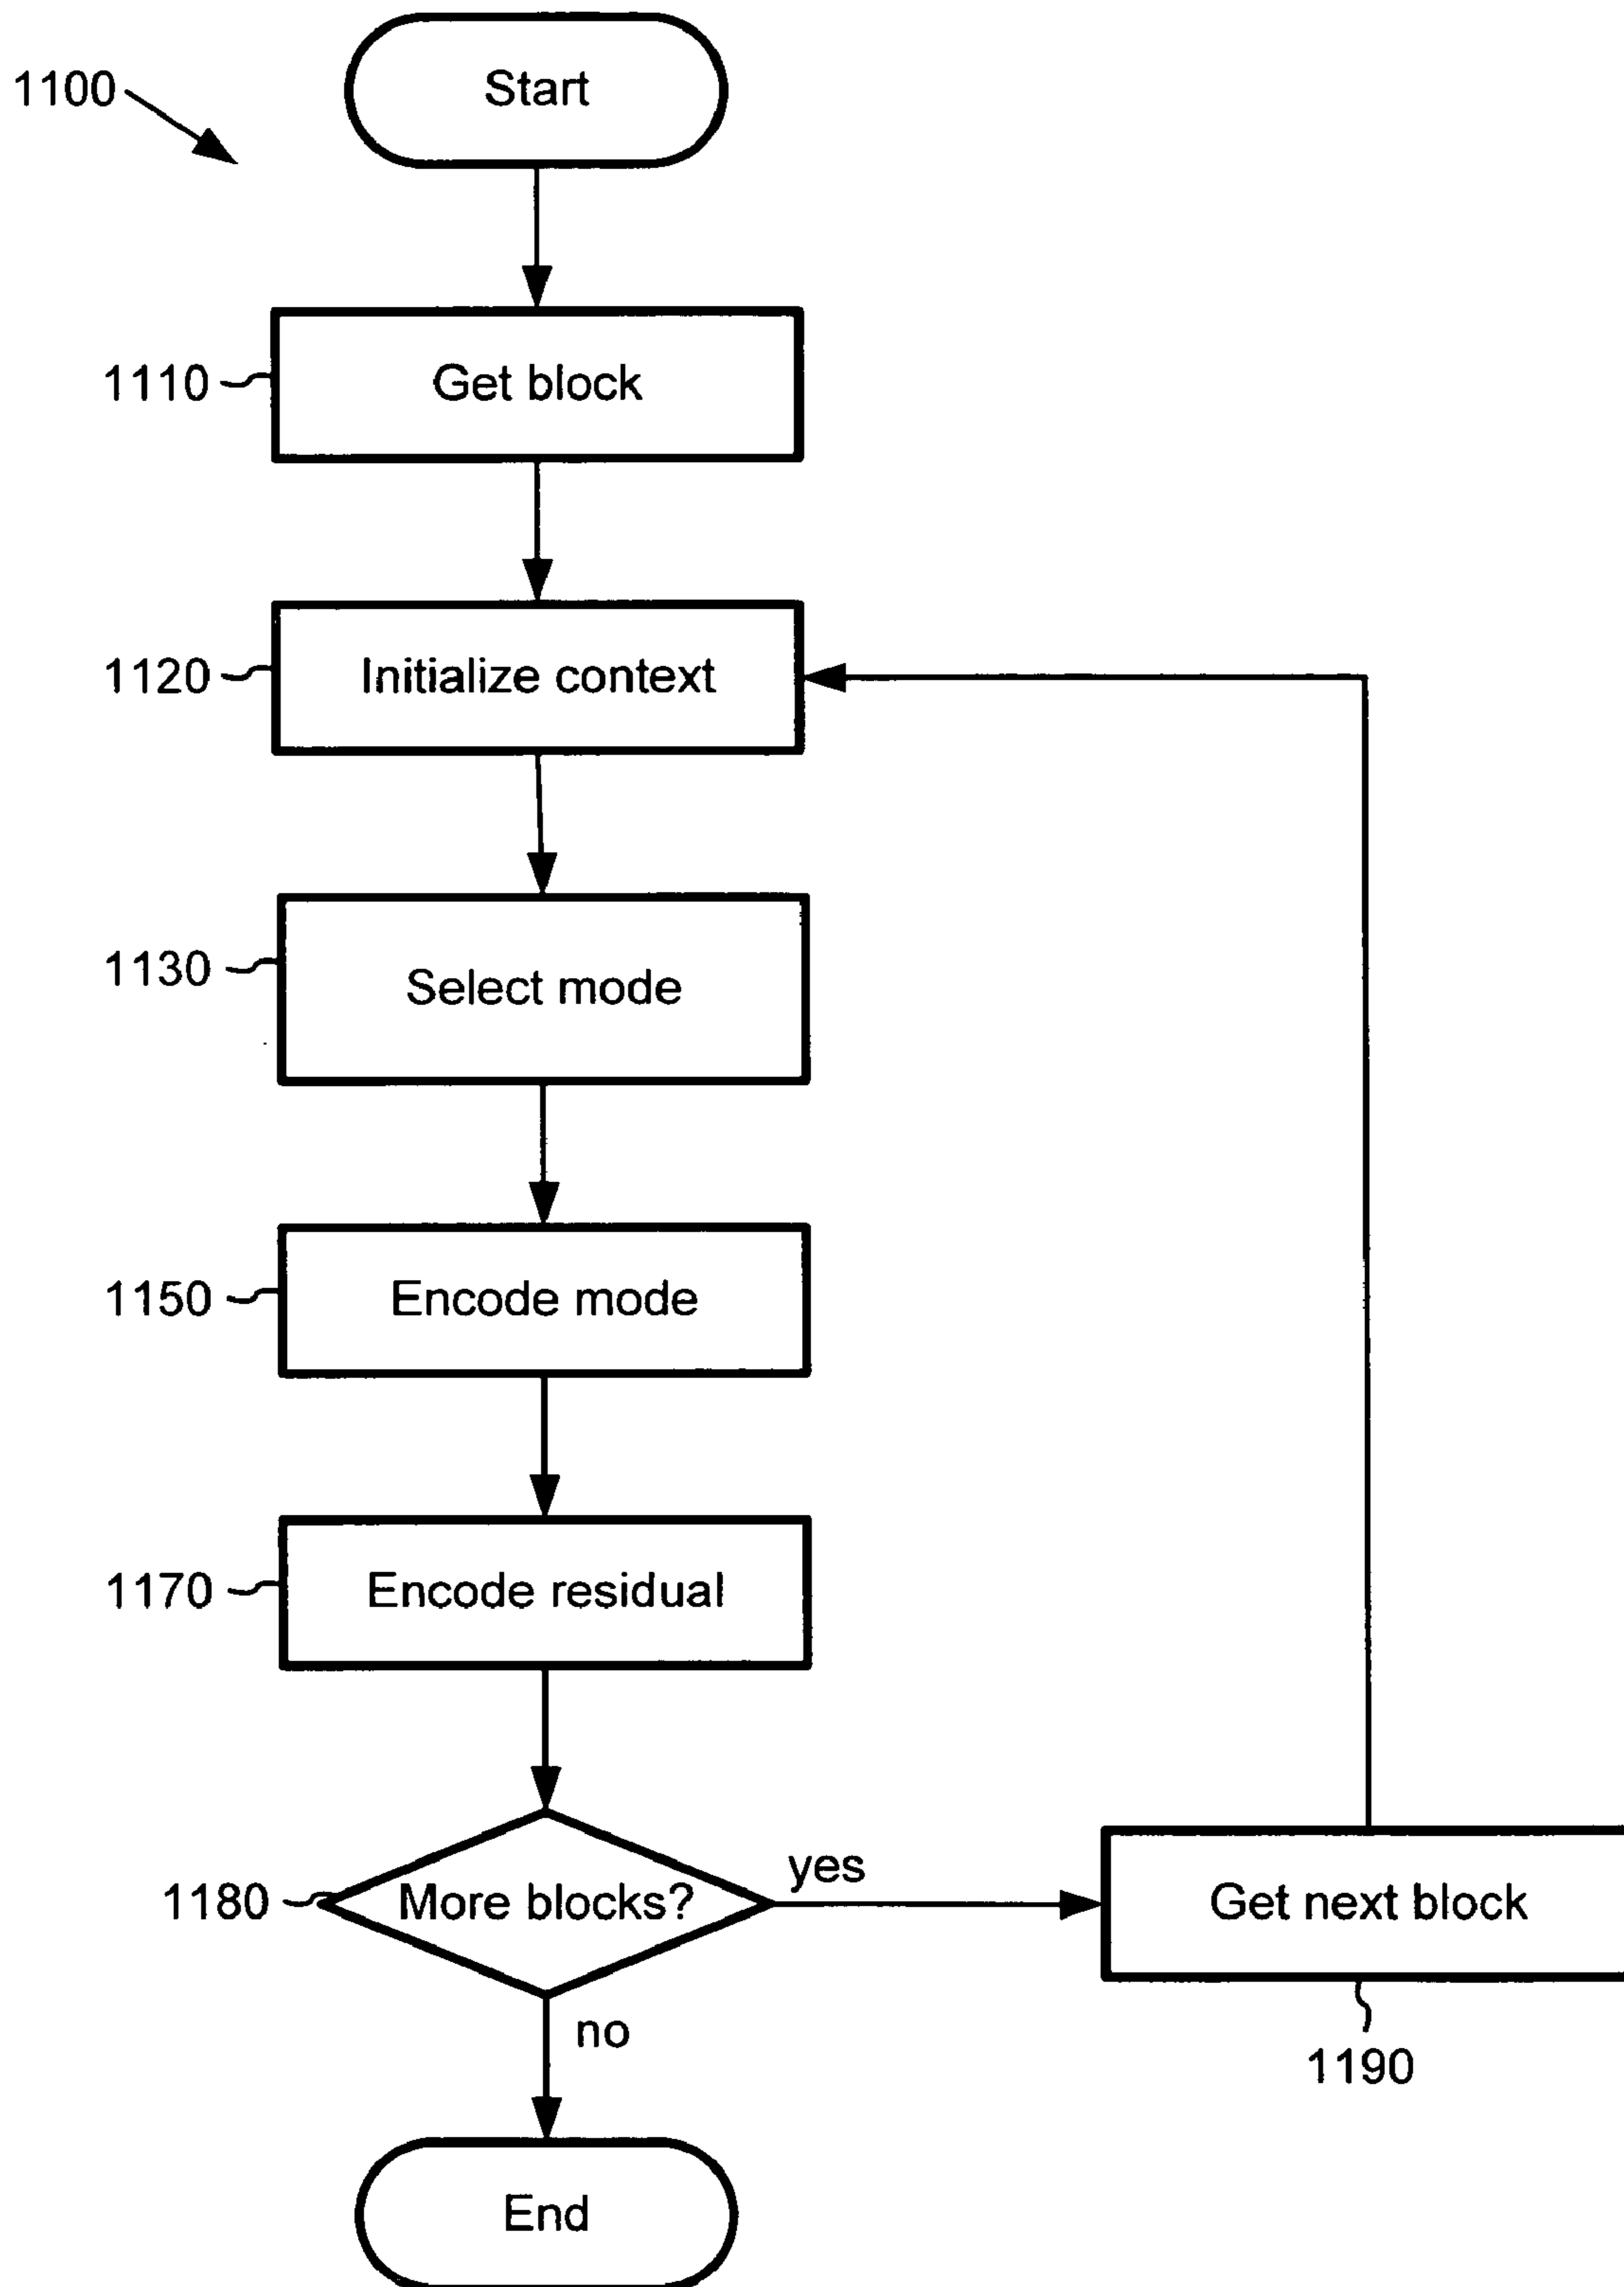 1100
Start
1110
Get block
1120
Initialize context
1130
Select mode
1150
Encode mode
1170
Encode residual
1180
More blocks?
yes
Get next block
1190
no
End